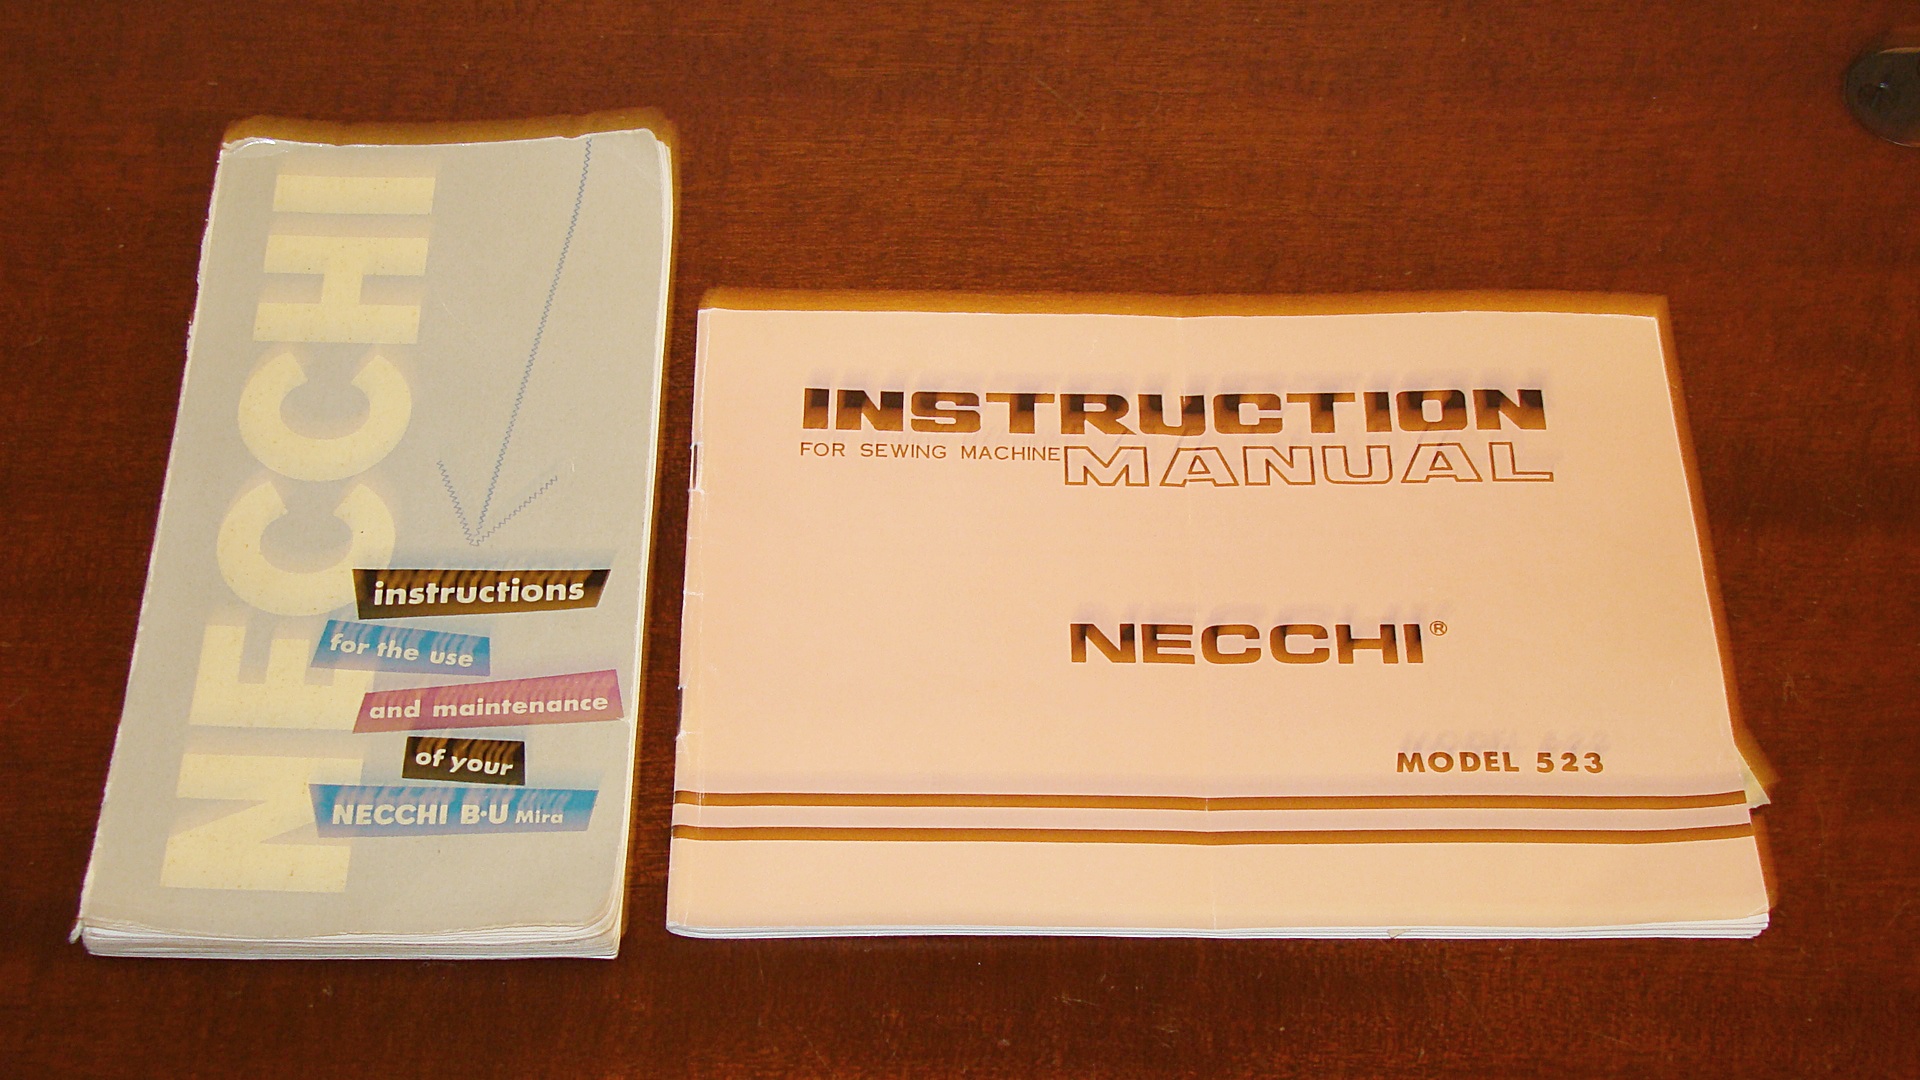 NECCHI
instructions
for the use
and maintenance
of your
NECCHI B·U Mira
INSTRUCTION
FOR SEWING MACHINE MANUAL
NECCHI®
MODEL 523